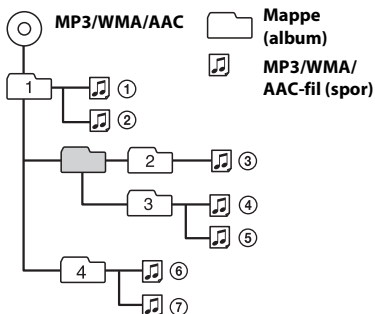 MP3/WMA/AAC
Mappe
(album)
MP3/WMA/
AAC-fil (spor)
1
①
②
2
③
3
④
⑤
4
⑥
⑦